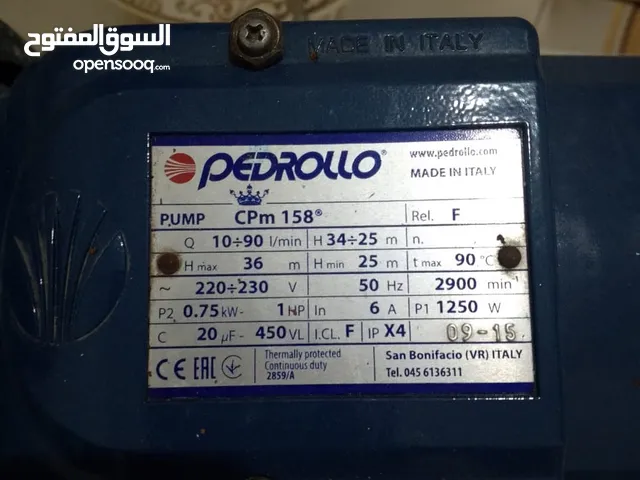 السوق المفتوح
opensooq.com
MADE IN ITALY
PEDROLLO®
www.pedrollo.com
MADE IN ITALY
PUMP CPm 158® Rel. F
Q 10÷90 l/min H 34÷25 m n.
H max 36 m H min 25 m t max 90 °C
~ 220÷230 V 50 Hz 2900 min⁻¹
P2 0.75 kW - 1 HP In 6 A P1 1250 W
C 20 µF - 450 VL I.CL. F IP X4 09-15
CE EAC Thermally protected
Continuous duty
2859/A
San Bonifacio (VR) ITALY
Tel. 045 6136311